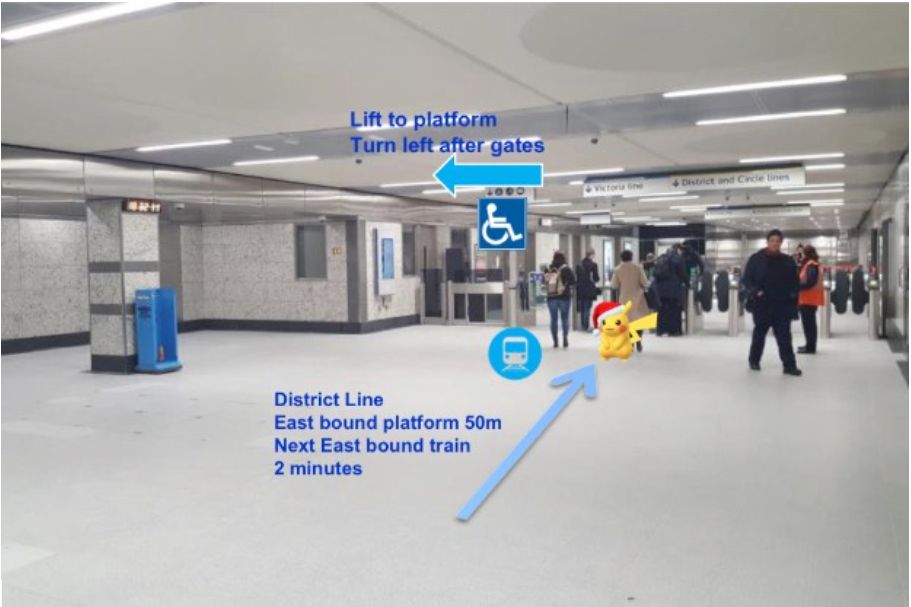 Lift to platform
Turn left after gates
Victoria line
District and Circle lines
District Line
East bound platform 50m
Next East bound train
2 minutes